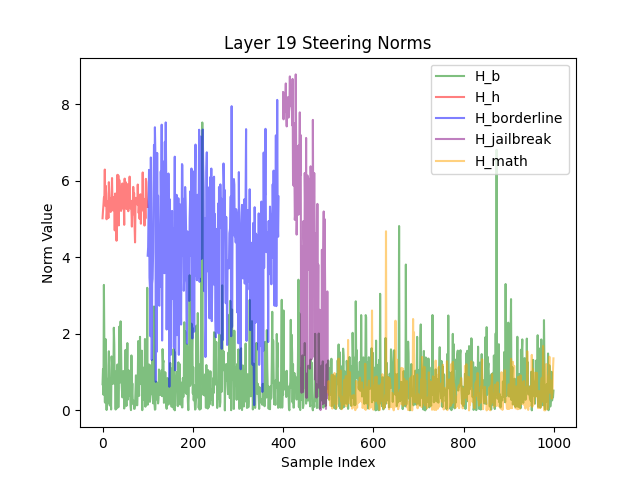 Layer 19 Steering Norms
H_b
H_h
H_borderline
H_jailbreak
H_math
Norm Value
8
6
4
2
0
0 200 400 600 800 1000
Sample Index